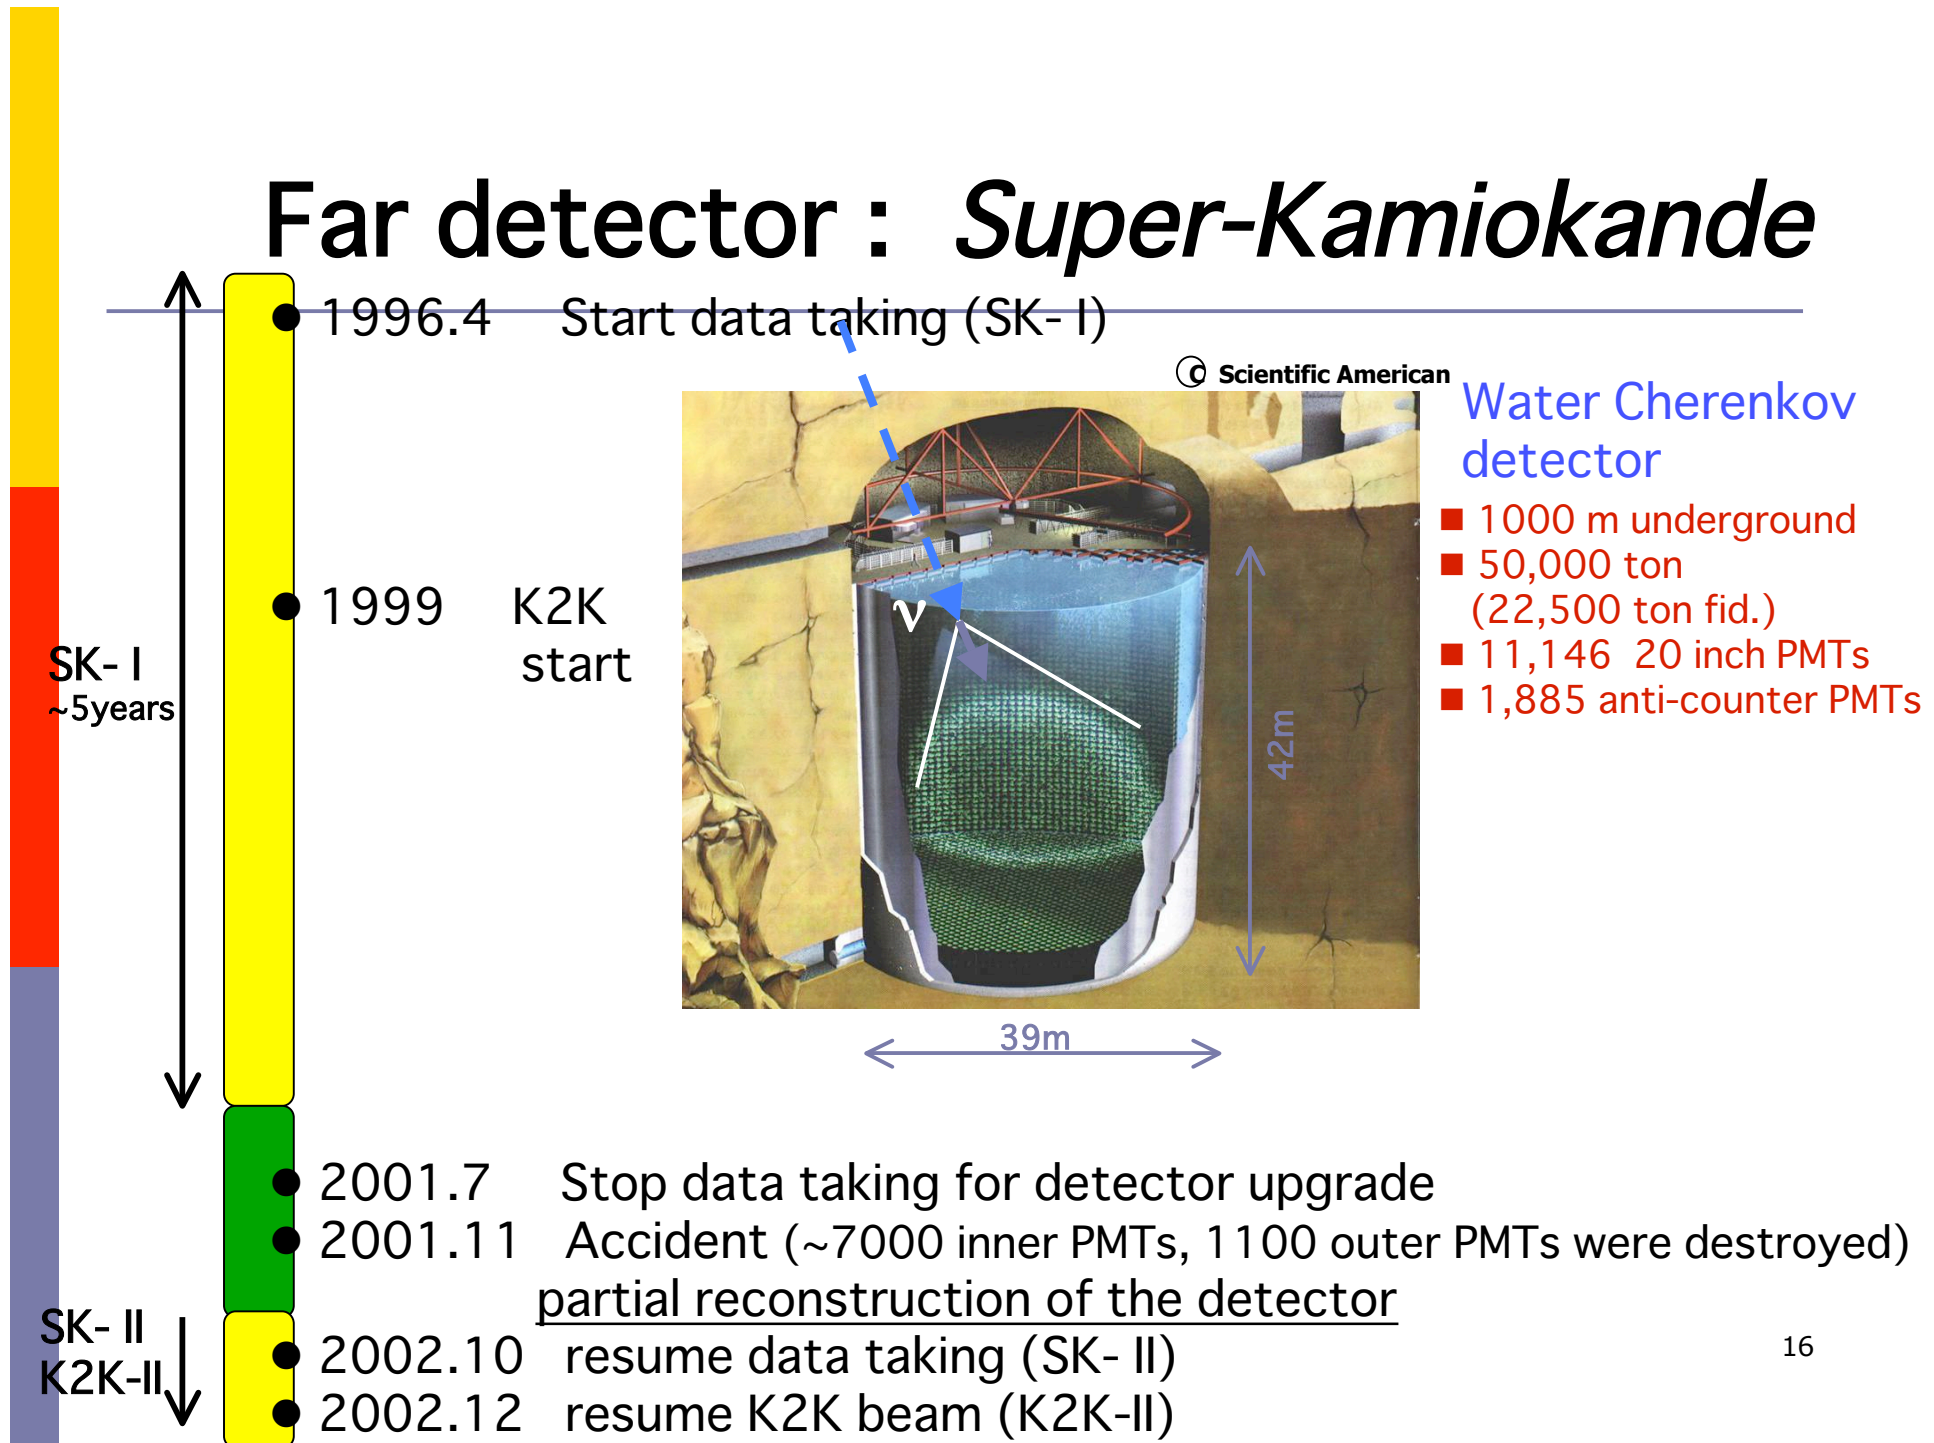 Far detector : Super-Kamiokande
1996.4 Start data taking (SK- I)
© Scientific American
Water Cherenkov
detector
1000 m underground
50,000 ton
(22,500 ton fid.)
11,146 20 inch PMTs
1,885 anti-counter PMTs
1999 K2K
start
SK- I
~5years
ν
42m
39m
2001.7 Stop data taking for detector upgrade
2001.11 Accident (~7000 inner PMTs, 1100 outer PMTs were destroyed)
partial reconstruction of the detector
SK- II
K2K-II
2002.10 resume data taking (SK- II)
2002.12 resume K2K beam (K2K-II)
16